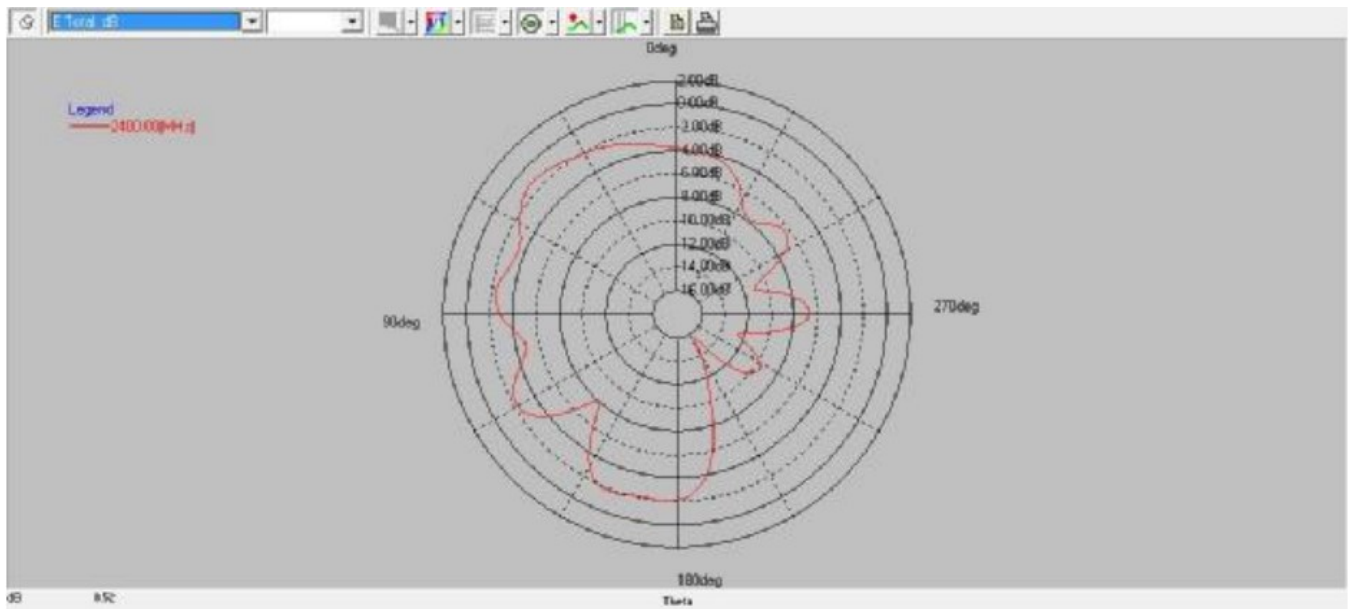 E Total dB
0deg
2.00dB
0.00dB
Legend
-2.00dB
-4.00dB
-6.00dB
-8.00dB
-10.00dB
-12.00dB
-14.00dB
-16.00dB
90deg
270deg
180deg
dB
Theta